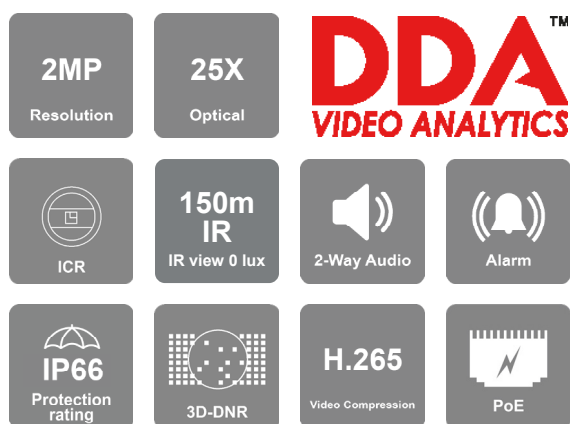 2MP
Resolution
25X
Optical
DDA™
VIDEO ANALYTICS
ICR
150m
IR
IR view 0 lux
2-Way Audio
Alarm
IP66
Protection
rating
3D-DNR
H.265
Video Compression
PoE